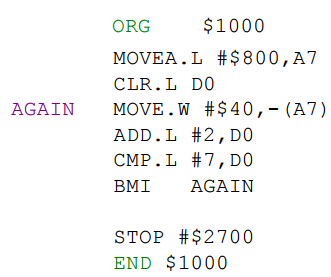 ORG $1000
MOVEA.L #$800,A7
CLR.L D0
AGAIN MOVE.W #$40,-(A7)
ADD.L #2,D0
CMP.L #7,D0
BMI AGAIN
STOP #$2700
END $1000